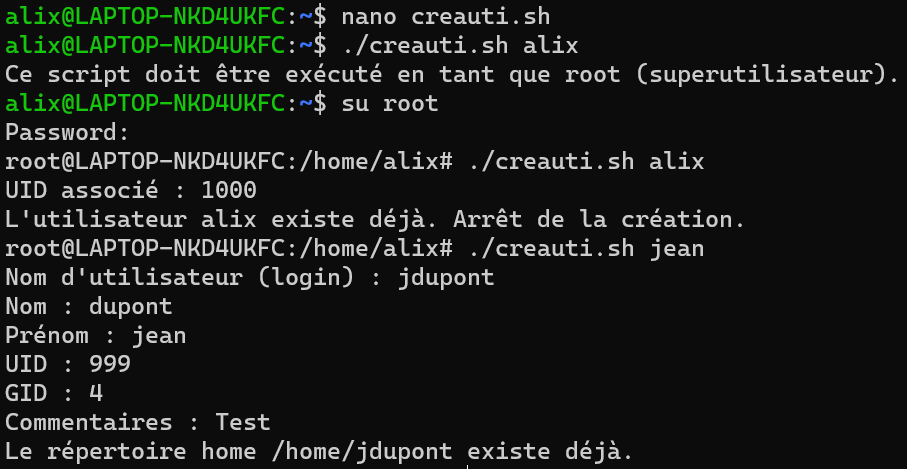 alix@LAPTOP-NKD4UKFC:~$ nano creauti.sh
alix@LAPTOP-NKD4UKFC:~$ ./creauti.sh alix
Ce script doit être exécuté en tant que root (superutilisateur).
alix@LAPTOP-NKD4UKFC:~$ su root
Password:
root@LAPTOP-NKD4UKFC:/home/alix# ./creauti.sh alix
UID associé : 1000
L'utilisateur alix existe déjà. Arrêt de la création.
root@LAPTOP-NKD4UKFC:/home/alix# ./creauti.sh jean
Nom d'utilisateur (login) : jdupont
Nom : dupont
Prénom : jean
UID : 999
GID : 4
Commentaires : Test
Le répertoire home /home/jdupont existe déjà.